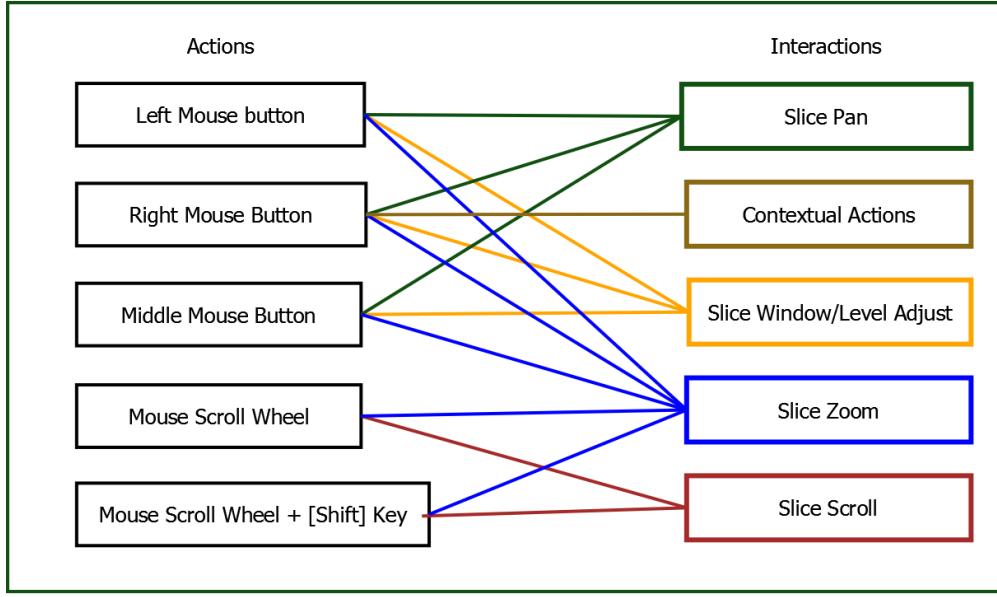 Actions
Interactions
Left Mouse button
Slice Pan
Right Mouse Button
Contextual Actions
Middle Mouse Button
Slice Window/Level Adjust
Mouse Scroll Wheel
Slice Zoom
Mouse Scroll Wheel + [Shift] Key
Slice Scroll